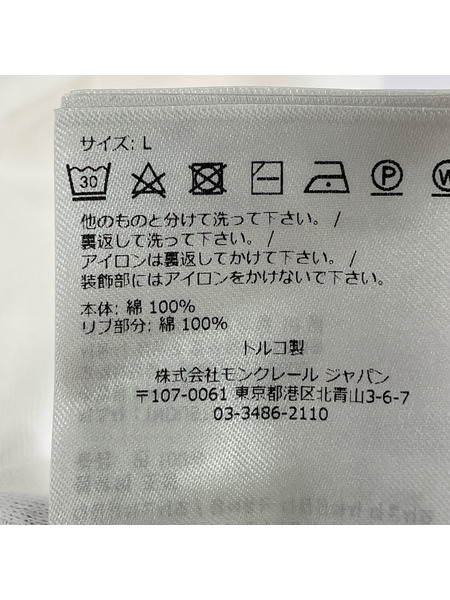 サイズ: L
30 P W
他のものと分けて洗って下さい。/
裏返して洗って下さい。/
アイロンは裏返してかけて下さい。/
装飾部にはアイロンをかけないで下さい。
本体: 綿 100%
リブ部分: 綿 100%
トルコ製
株式会社モンクレール ジャパン
〒107-0061 東京都港区北青山3-6-7
03-3486-2110